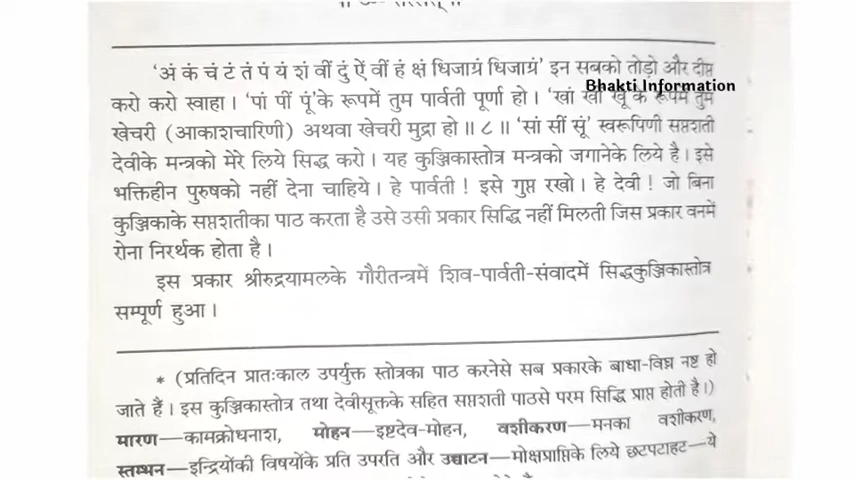 'अं कं चं टं तं पं यं शं वीं दुं ऐं वीं हं क्षं धिजाग्रं धिजाग्रं' इन सबको तोड़ो और दीप्त
Bhakti Information
करो करो स्वाहा। 'पां पीं पूं'के रूपमें तुम पार्वती पूर्णा हो। 'खां खीं खूं'के रूपमें तुम
खेचरी (आकाशचारिणी) अथवा खेचरी मुद्रा हो॥८॥ 'सां सीं सूं' स्वरूपिणी सप्तशती
देवीके मन्त्रको मेरे लिये सिद्ध करो। यह कुञ्जिकास्तोत्र मन्त्रको जगानेके लिये है। इसे
भक्तिहीन पुरुषको नहीं देना चाहिये। हे पार्वती! इसे गुप्त रखो। हे देवी! जो बिना
कुञ्जिकाके सप्तशतीका पाठ करता है उसे उसी प्रकार सिद्धि नहीं मिलती जिस प्रकार वनमें
रोना निरर्थक होता है।
इस प्रकार श्रीरुद्रयामलके गौरीतन्त्रमें शिव-पार्वती-संवादमें सिद्धकुञ्जिकास्तोत्र
सम्पूर्ण हुआ।
* (प्रतिदिन प्रातःकाल उपर्युक्त स्तोत्रका पाठ करनेसे सब प्रकारके बाधा-विघ्न नष्ट हो
जाते हैं। इस कुञ्जिकास्तोत्र तथा देवीसूक्तके सहित सप्तशती पाठसे परम सिद्धि प्राप्त होती है।)
मारण—कामक्रोधनाश, मोहन—इष्टदेव-मोहन, वशीकरण—मनका वशीकरण,
स्तम्भन—इन्द्रियोंकी विषयोंके प्रति उपरति और उच्चाटन—मोक्षप्राप्तिके लिये छटपटाहट—ये